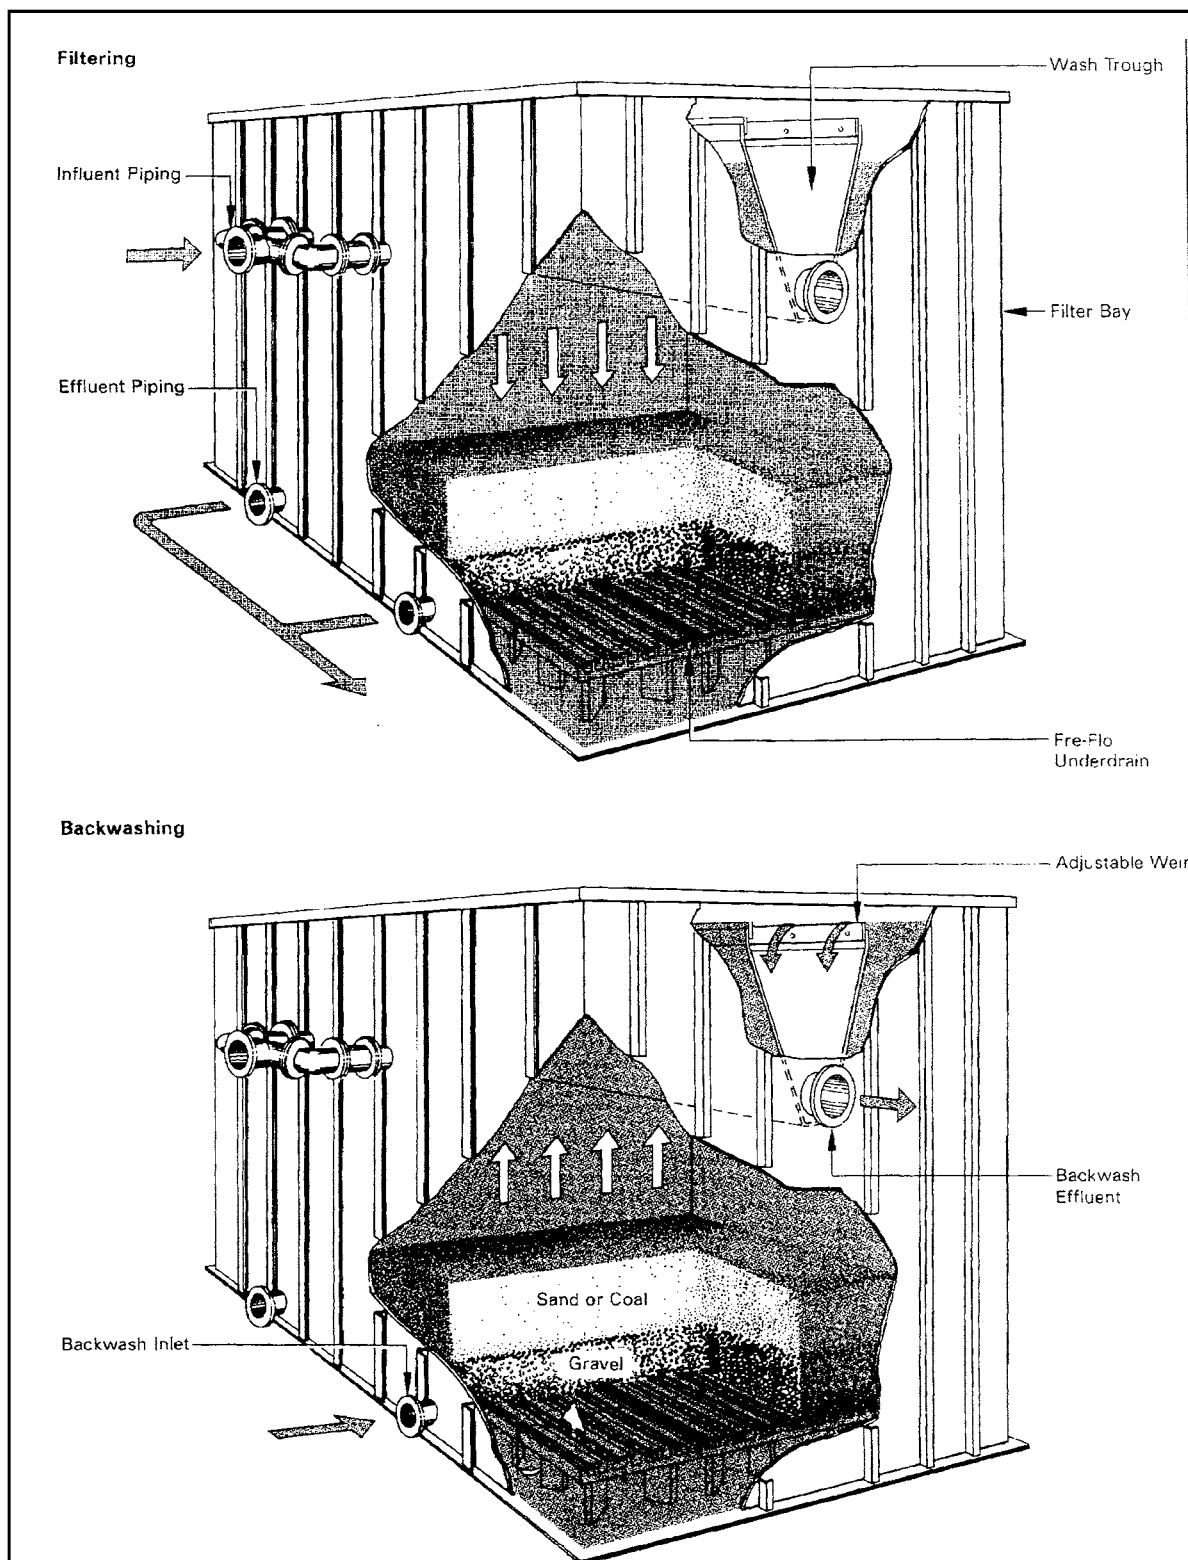 Filtering
Wash Trough
Influent Piping
Filter Bay
Effluent Piping
Fre-Flo
Underdrain
Backwashing
Adjustable Weir
Backwash
Effluent
Sand or Coal
Backwash Inlet
Gravel